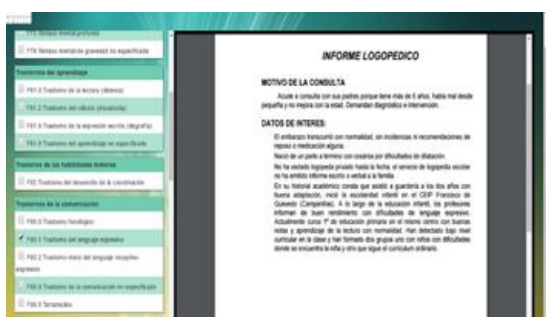 F73 Retraso mental profundo
F79 Retraso mental de gravedad no especificada
Trastornos del aprendizaje
F81.0 Trastorno de la lectura (dislexia)
F81.2 Trastorno del cálculo (discalculia)
F81.8 Trastorno de la expresión escrita (disgrafía)
F81.9 Trastorno del aprendizaje no especificado
Trastorno de las habilidades motoras
F82 Trastorno del desarrollo de la coordinación
Trastornos de la comunicación
F80.0 Trastorno fonológico
F80.1 Trastorno del lenguaje expresivo
F80.2 Trastorno mixto del lenguaje receptivo-
expresivo
F80.9 Trastorno de la comunicación no especificado
F98.5 Tartamudeo
INFORME LOGOPEDICO
MOTIVO DE LA CONSULTA
Acude a consulta con sus padres porque tiene más de 6 años, habla mal desde
pequeña y no mejora con la edad. Demandan diagnóstico e intervención.
DATOS DE INTERES:
El embarazo transcurrió con normalidad, sin incidencias ni recomendaciones de
reposo o medicación alguna.
Nació de un parto a término con cesárea por dificultades de dilatación.
No ha visitado logopeda privado hasta la fecha, el servicio de logopedia escolar
no ha emitido informe escrito o verbal a la familia.
En su historial académico consta que asistió a guardería a los dos años con
buena adaptación, inició la escolaridad infantil en el CEIP Francisco de
Quevedo (Campanillas). A lo largo de la educación infantil, los profesores
informan de buen rendimiento con dificultades de lenguaje expresivo.
Actualmente cursa 1º de educación primaria en el mismo centro con buenas
notas y aprendizaje de la lectura con normalidad. Han detectado bajo nivel
curricular en la clase y han formado dos grupos uno con niños con dificultades
donde se encuentra la niña y otro que sigue el currículum ordinario.